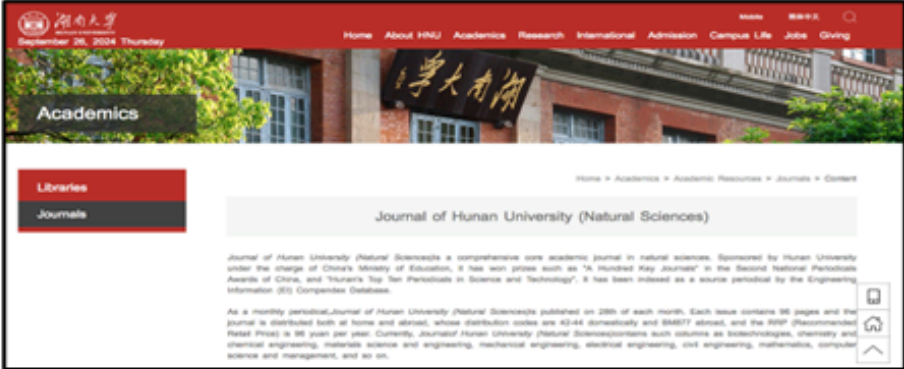 湖南大学
HUNAN UNIVERSITY
September 26, 2024 Thursday
Mobile 简体中文
Home About HNU Academics Research International Admission Campus Life Jobs Giving
学大南湖
Academics
Libraries
Journals
Home > Academics > Academic Resources > Journals > Content
Journal of Hunan University (Natural Sciences)
Journal of Hunan University (Natural Sciences)is a comprehensive core academic journal in natural sciences. Sponsored by Hunan University
under the charge of China's Ministry of Education, it has won prizes such as "A Hundred Key Journals" in the Second National Periodicals
Awards of China, and "Hunan's Top Ten Periodicals in Science and Technology". It has been indexed as a source periodical by the Engineering
Information (EI) Compendex Database.
As a monthly periodical,Journal of Hunan University (Natural Sciences)is published on 28th of each month. Each issue contains 96 pages and the
journal is distributed both at home and abroad, whose distribution codes are 42-44 domestically and BM677 abroad, and the RRP (Recommended
Retail Price) is 96 yuan per year. Currently, Journalof Hunan University (Natural Sciences)contains such columns as biotechnologies, chemistry and
chemical engineering, materials science and engineering, mechanical engineering, electrical engineering, civil engineering, mathematics, computer
science and management, and so on.